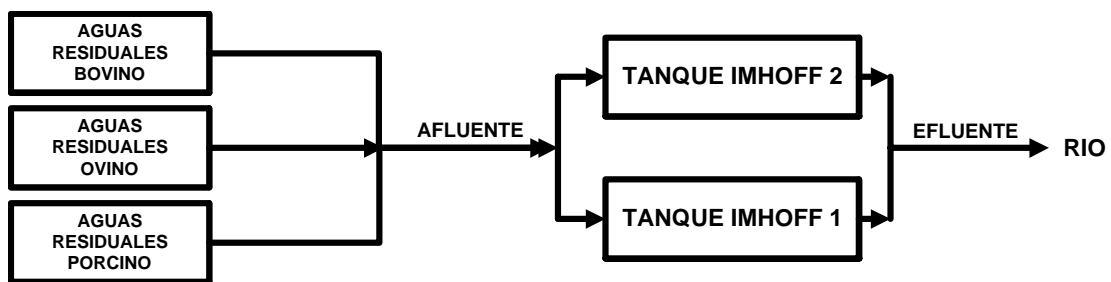 AGUAS
RESIDUALES
BOVINO
AGUAS
RESIDUALES
OVINO
AGUAS
RESIDUALES
PORCINO
AFLUENTE
TANQUE IMHOFF 2
TANQUE IMHOFF 1
EFLUENTE
RIO